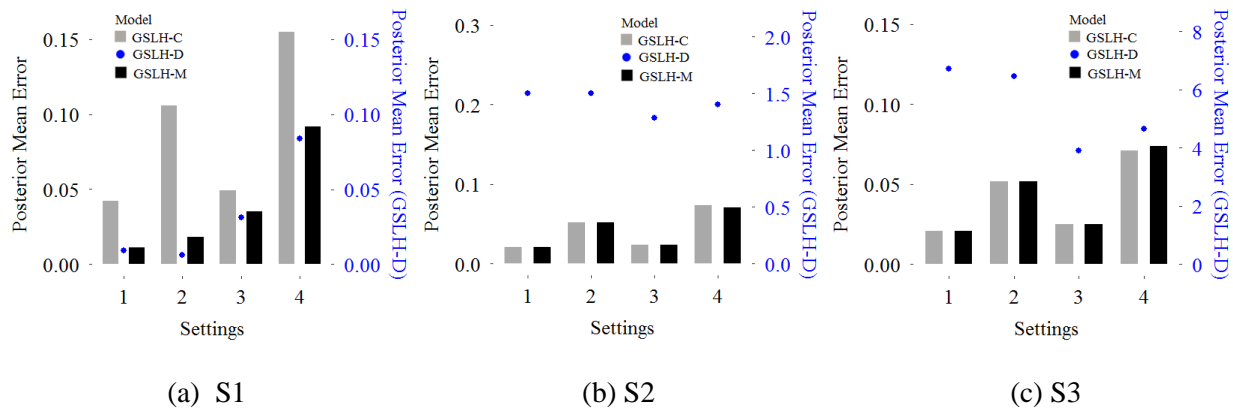 Model
GSLH-C
GSLH-D
GSLH-M
Posterior Mean Error
0.15
0.10
0.05
0.00
0.15
0.10
0.05
0.00
Posterior Mean Error (GSLH-D)
1 2 3 4
Settings
(a) S1
Model
GSLH-C
GSLH-D
GSLH-M
Posterior Mean Error
0.3
0.2
0.1
0.0
2.0
1.5
1.0
0.5
0.0
Posterior Mean Error (GSLH-D)
1 2 3 4
Settings
(b) S2
Model
GSLH-C
GSLH-D
GSLH-M
Posterior Mean Error
0.15
0.10
0.05
0.00
8
6
4
2
0
Posterior Mean Error (GSLH-D)
1 2 3 4
Settings
(c) S3